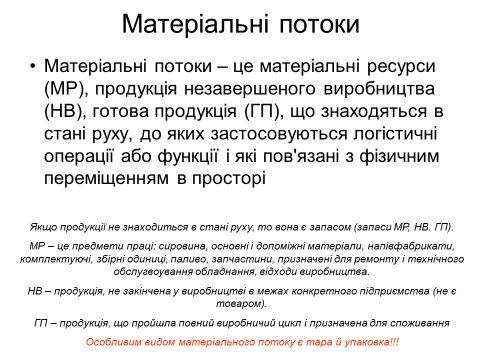 Матеріальні потоки
• Матеріальні потоки – це матеріальні ресурси
(МР), продукція незавершеного виробництва
(НВ), готова продукція (ГП), що знаходяться в
стані руху, до яких застосовуються логістичні
операції або функції і які пов'язані з фізичним
переміщенням в просторі
Якщо продукції не знаходиться в стані руху, то вона є запасом (запаси МР, НВ. ГП).
МР – це предмети праці: сировина, основні і допоміжні матеріали, напівфабрикати,
комплектуючі, збірні одиниці, паливо, запчастини, призначені для ремонту і технічного
обслугвоування обладнання, відходи виробництва.
НВ – продукція, не закінчена у виробництві в межах конкретного підприємства (не є
товаром).
ГП – продукція, що пройшла повний виробничий цикл і призначена для споживання
Особливим видом матеріального потоку є тара й упаковка!!!